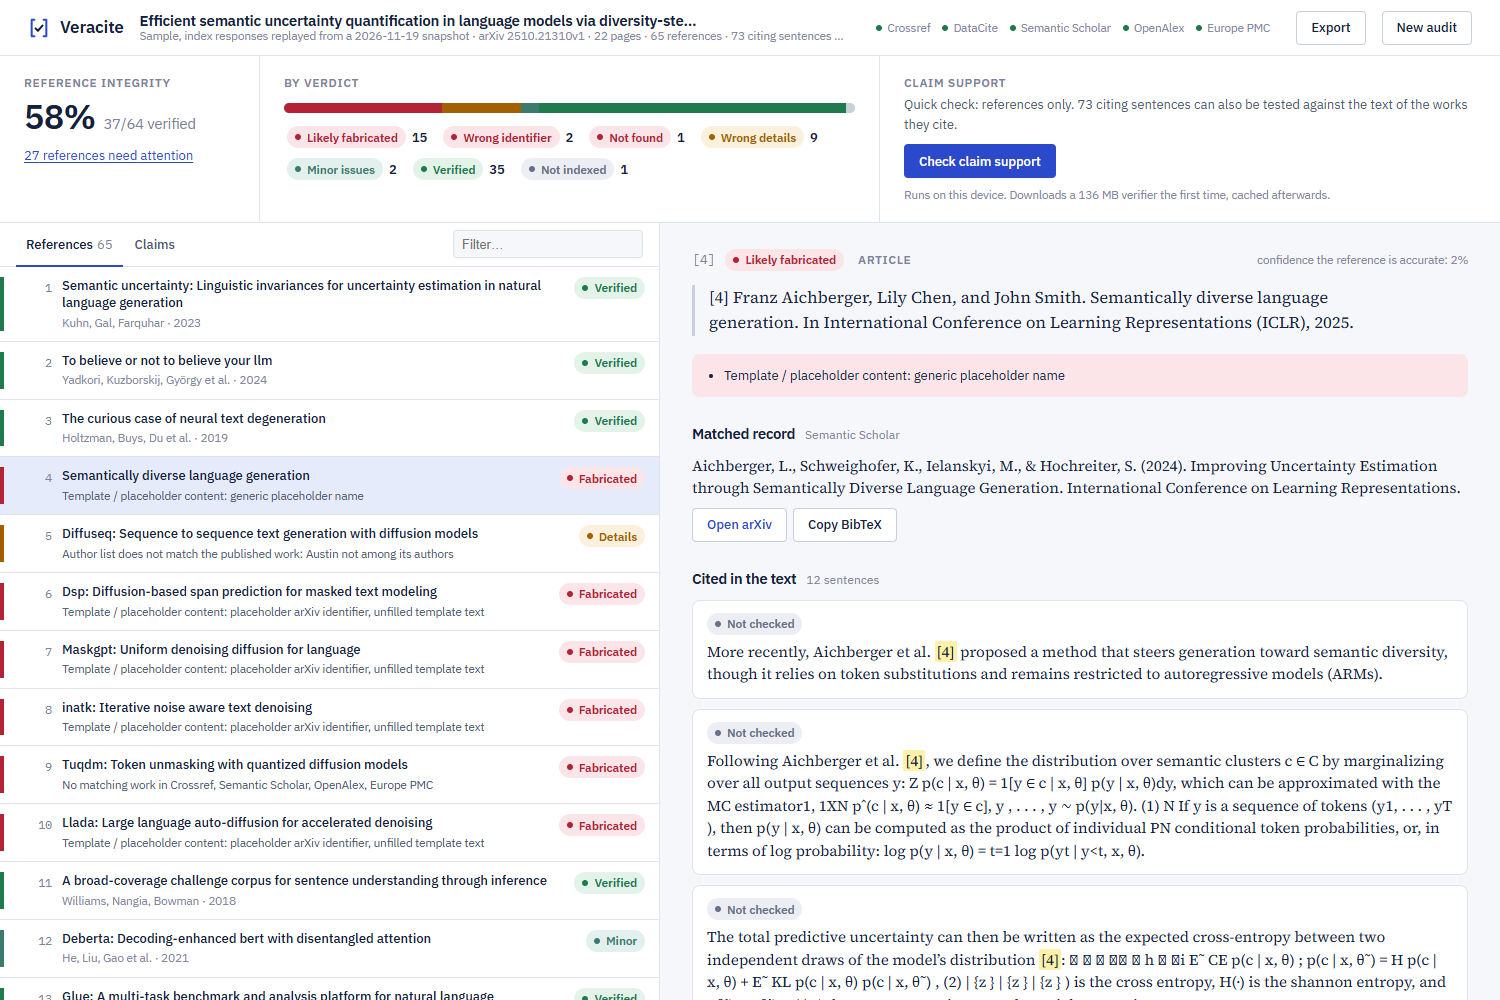 Veracite
Efficient semantic uncertainty quantification in language models via diversity-ste...
Sample, index responses replayed from a 2026-11-19 snapshot · arXiv 2510.21310v1 · 22 pages · 65 references · 73 citing sentences ...
Crossref
DataCite
Semantic Scholar
OpenAlex
Europe PMC
Export
New audit
REFERENCE INTEGRITY
58% 37/64 verified
27 references need attention
BY VERDICT
Likely fabricated 15
Wrong identifier 2
Not found 1
Wrong details 9
Minor issues 2
Verified 35
Not indexed 1
CLAIM SUPPORT
Quick check: references only. 73 citing sentences can also be tested against the text of the works
they cite.
Check claim support
Runs on this device. Downloads a 136 MB verifier the first time, cached afterwards.
References 65
Claims
Filter...
1 Semantic uncertainty: Linguistic invariances for uncertainty estimation in natural
language generation
Kuhn, Gal, Farquhar · 2023
Verified
2 To believe or not to believe your llm
Yadkori, Kuzborskij, György et al. · 2024
Verified
3 The curious case of neural text degeneration
Holtzman, Buys, Du et al. · 2019
Verified
4 Semantically diverse language generation
Template / placeholder content: generic placeholder name
Fabricated
5 Diffuseq: Sequence to sequence text generation with diffusion models
Author list does not match the published work: Austin not among its authors
Details
6 Dsp: Diffusion-based span prediction for masked text modeling
Template / placeholder content: placeholder arXiv identifier, unfilled template text
Fabricated
7 Maskgpt: Uniform denoising diffusion for language
Template / placeholder content: placeholder arXiv identifier, unfilled template text
Fabricated
8 inatk: Iterative noise aware text denoising
Template / placeholder content: placeholder arXiv identifier, unfilled template text
Fabricated
9 Tuqdm: Token unmasking with quantized diffusion models
No matching work in Crossref, Semantic Scholar, OpenAlex, Europe PMC
Fabricated
10 Llada: Large language auto-diffusion for accelerated denoising
Template / placeholder content: placeholder arXiv identifier, unfilled template text
Fabricated
11 A broad-coverage challenge corpus for sentence understanding through inference
Williams, Nangia, Bowman · 2018
Verified
12 Deberta: Decoding-enhanced bert with disentangled attention
He, Liu, Gao et al. · 2021
Minor
13 Glue: A multi-task benchmark and analysis platform for natural language
Verified
[4] Likely fabricated ARTICLE
confidence the reference is accurate: 2%
[4] Franz Aichberger, Lily Chen, and John Smith. Semantically diverse language
generation. In International Conference on Learning Representations (ICLR), 2025.
• Template / placeholder content: generic placeholder name
Matched record Semantic Scholar
Aichberger, L., Schweighofer, K., Ielanskyi, M., & Hochreiter, S. (2024). Improving Uncertainty Estimation
through Semantically Diverse Language Generation. International Conference on Learning Representations.
Open arXiv
Copy BibTeX
Cited in the text 12 sentences
Not checked
More recently, Aichberger et al. [4] proposed a method that steers generation toward semantic diversity,
though it relies on token substitutions and remains restricted to autoregressive models (ARMs).
Not checked
Following Aichberger et al. [4], we define the distribution over semantic clusters c ∈ C by marginalizing
over all output sequences y: Z p(c | x, θ) = 1[y ∈ c | x, θ] p(y | x, θ)dy, which can be approximated with the
MC estimator1, 1XN pˆ(c | x, θ) ≈ 1[y ∈ c], y , . . . , y ∼ p(y|x, θ). (1) N If y is a sequence of tokens (y1, . . . , yT
), then p(y | x, θ) can be computed as the product of individual PN conditional token probabilities, or, in
terms of log probability: log p(y | x, θ) = t=1 log p(yt | y<t, x, θ).
Not checked
The total predictive uncertainty can then be written as the expected cross-entropy between two
independent draws of the model's distribution [4]: h i E˜ CE p(c | x, θ) ; p(c | x, θ˜) = H p(c |
x, θ) + E˜ KL p(c | x, θ) p(c | x, θ˜) , (2) | {z } | {z } | {z } ) is the cross entropy, H(·) is the shannon entropy, and